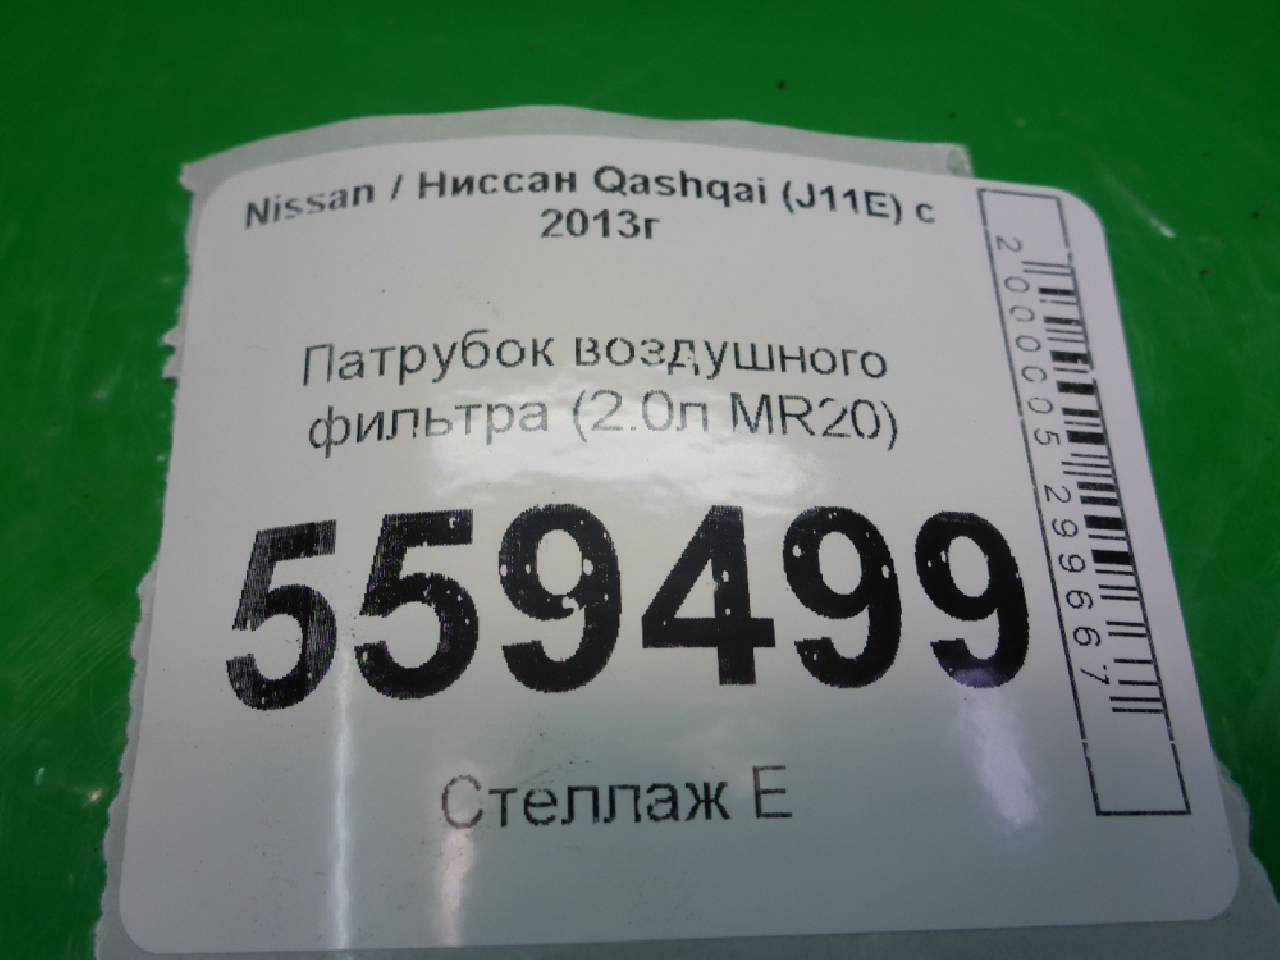 Nissan / Ниссан Qashqai (J11E) с
2013г
Патрубок воздушного
фильтра (2.0л MR20)
559499
Стеллаж Е
2000005299667